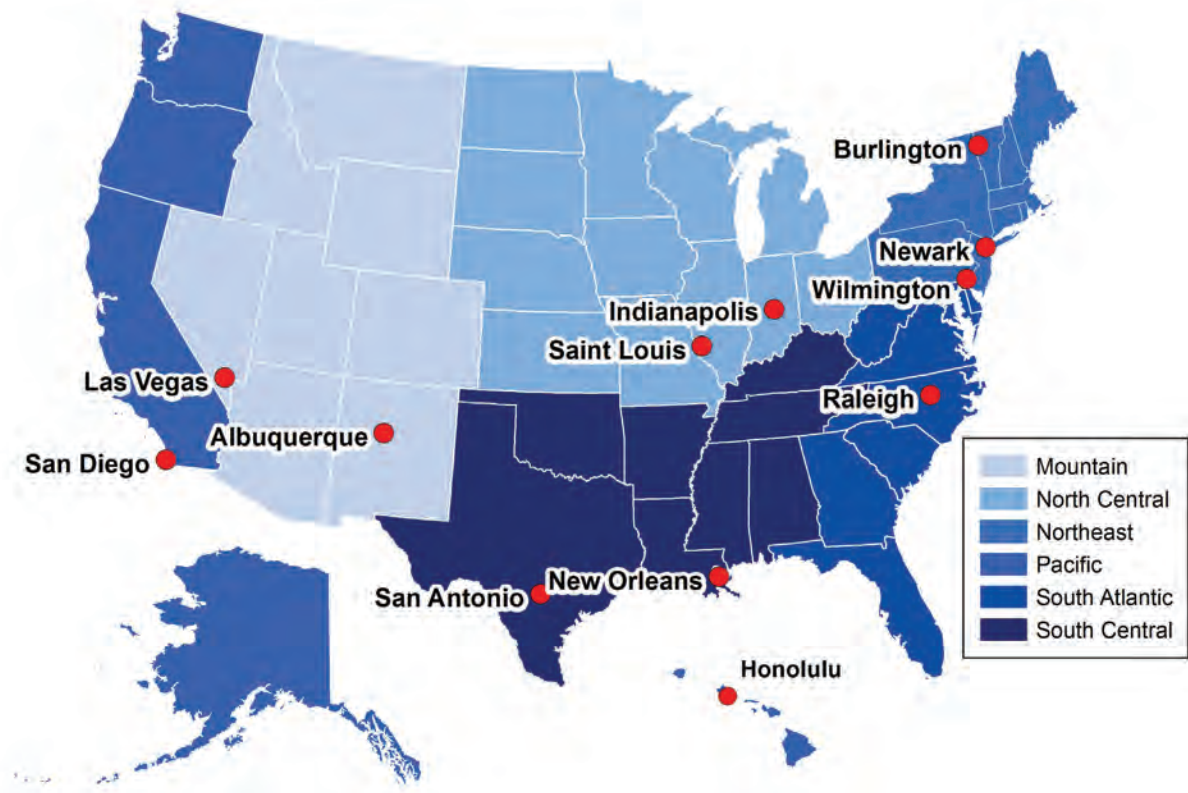 Burlington
Newark
Wilmington
Indianapolis
Saint Louis
Las Vegas
Raleigh
Albuquerque
San Diego
New Orleans
San Antonio
Honolulu
Mountain
North Central
Northeast
Pacific
South Atlantic
South Central